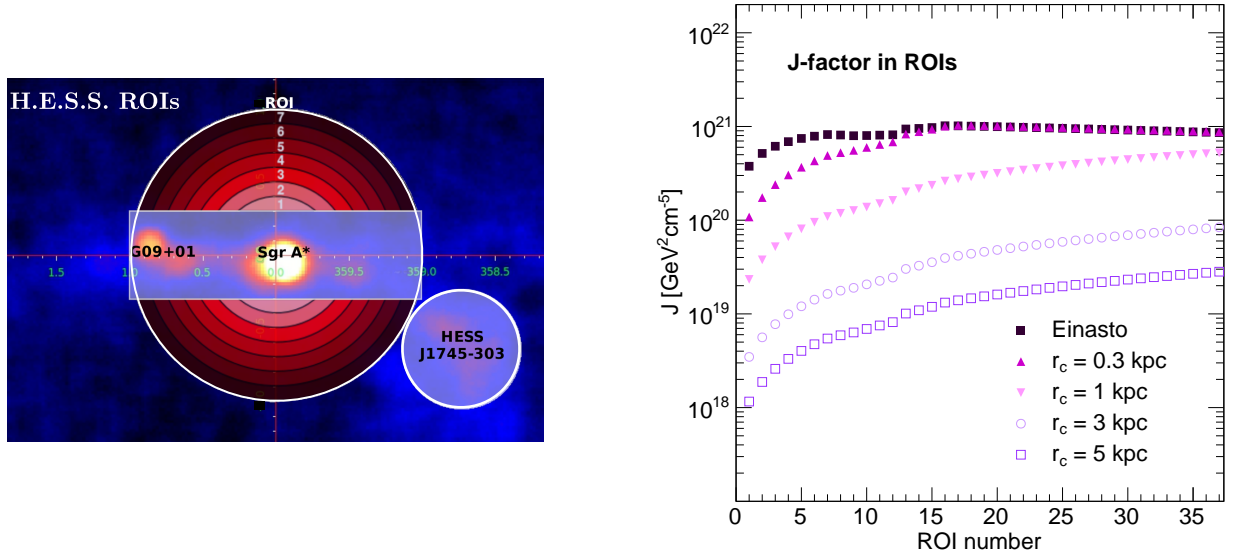 H.E.S.S. ROIs
ROI
7
6
5
4
3
2
1
G09+01
Sgr A*
1.5
1.0
0.5
0.0
359.5
359.0
358.5
HESS
J1745-303
J-factor in ROIs
J [GeV²cm⁻⁵]
10²²
10²¹
10²⁰
10¹⁹
10¹⁸
Einasto
r_c = 0.3 kpc
r_c = 1 kpc
r_c = 3 kpc
r_c = 5 kpc
0 5 10 15 20 25 30 35
ROI number